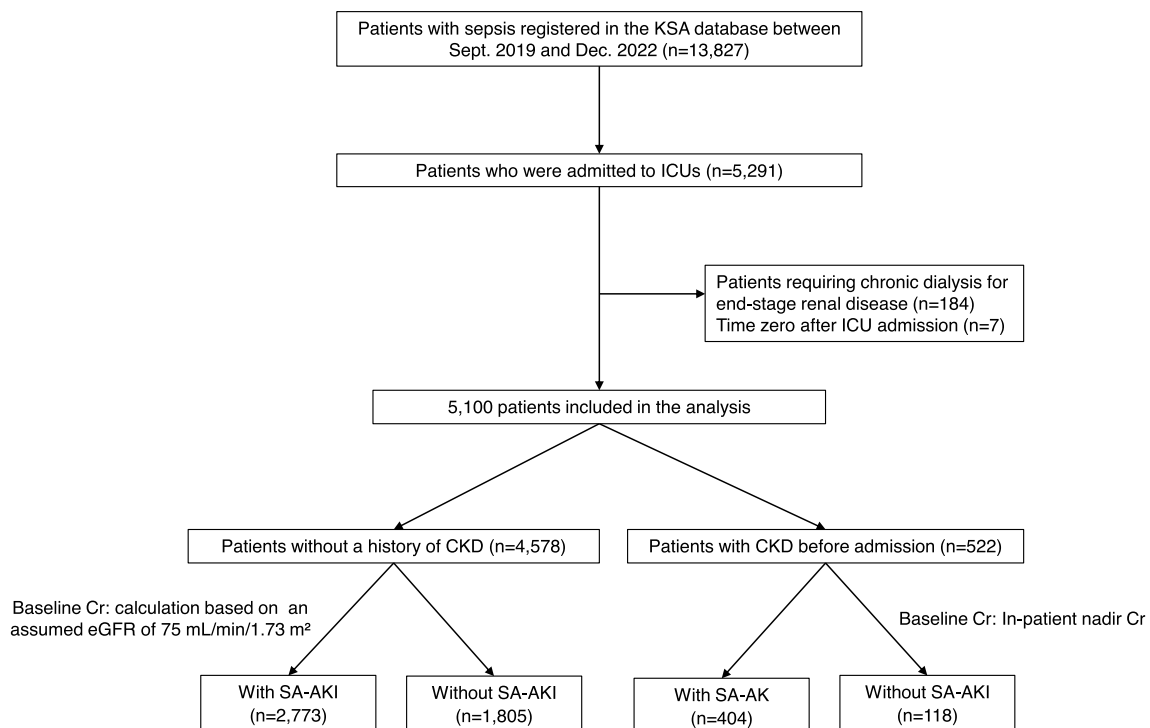 Patients with sepsis registered in the KSA database between
Sept. 2019 and Dec. 2022 (n=13,827)
Patients who were admitted to ICUs (n=5,291)
Patients requiring chronic dialysis for
end-stage renal disease (n=184)
Time zero after ICU admission (n=7)
5,100 patients included in the analysis
Patients without a history of CKD (n=4,578)
Patients with CKD before admission (n=522)
Baseline Cr: calculation based on an
assumed eGFR of 75 mL/min/1.73 m²
Baseline Cr: In-patient nadir Cr
With SA-AKI
(n=2,773)
Without SA-AKI
(n=1,805)
With SA-AK
(n=404)
Without SA-AKI
(n=118)